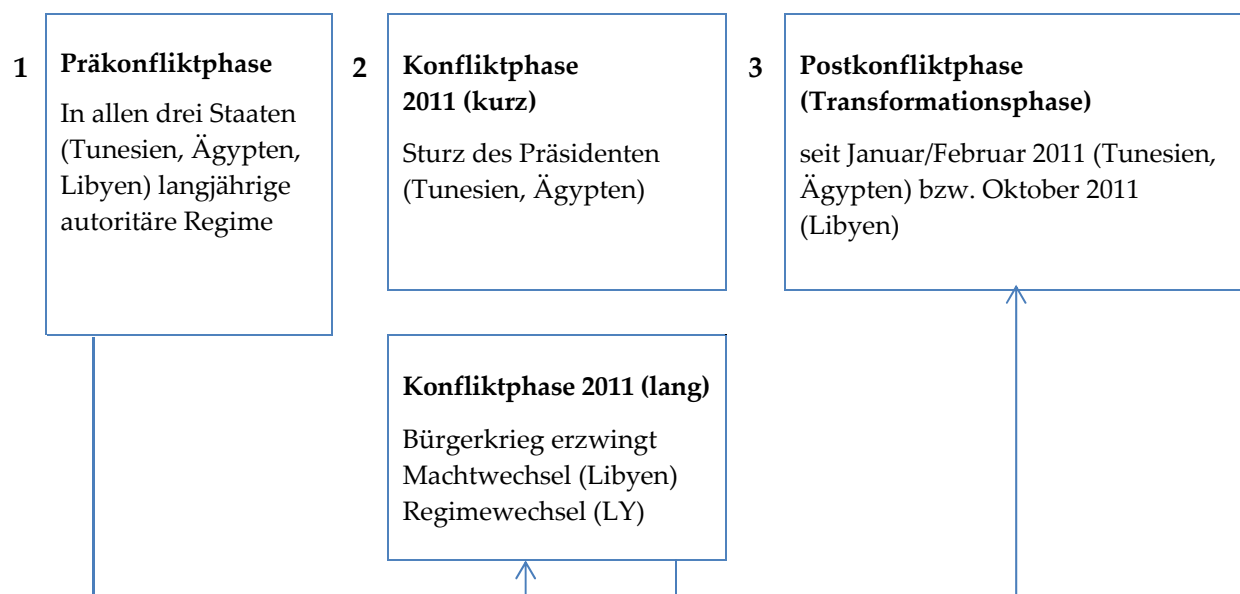 1
Präkonfliktphase
In allen drei Staaten
(Tunesien, Ägypten,
Libyen) langjährige
autoritäre Regime
2
Konfliktphase
2011 (kurz)
Sturz des Präsidenten
(Tunesien, Ägypten)
Konfliktphase 2011 (lang)
Bürgerkrieg erzwingt
Machtwechsel (Libyen)
Regimewechsel (LY)
3
Postkonfliktphase
(Transformationsphase)
seit Januar/Februar 2011 (Tunesien,
Ägypten) bzw. Oktober 2011
(Libyen)